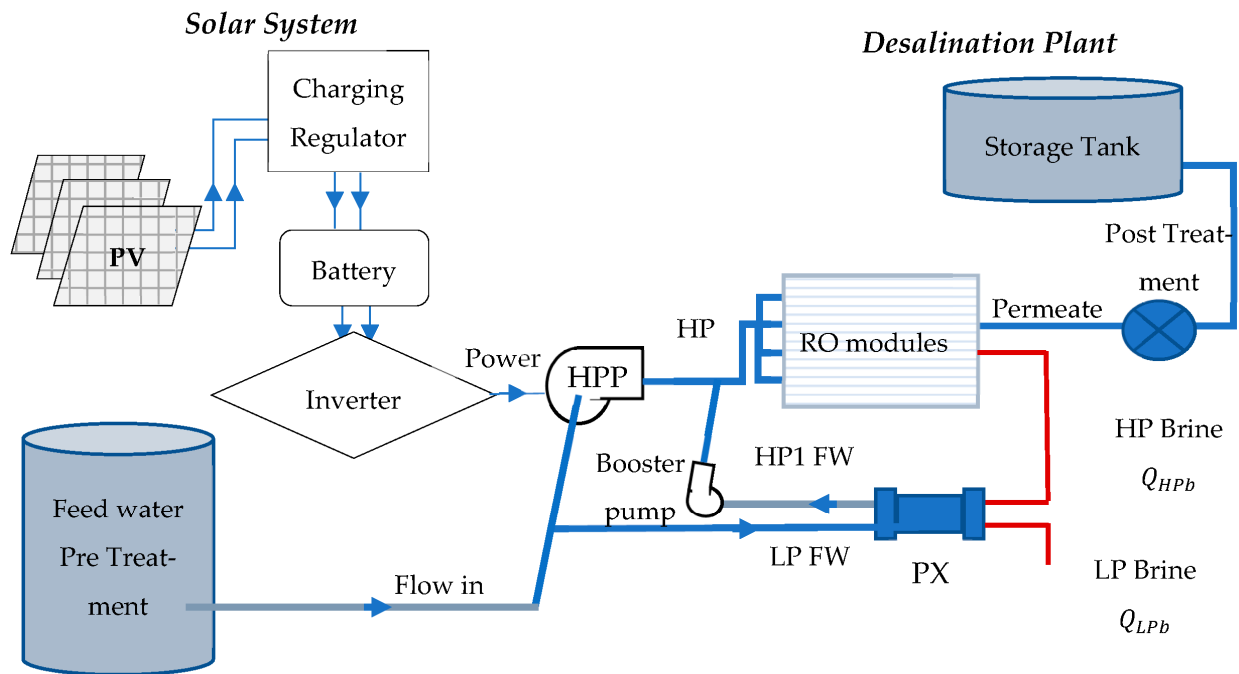 Solar System
Desalination Plant
Charging
Regulator
Storage Tank
PV
Battery
Post Treat-
ment
HP
Permeate
RO modules
Power
HPP
Inverter
Booster
pump
HP1 FW
HP Brine
Q_HPb
Feed water
Pre Treat-
ment
LP FW
PX
LP Brine
Q_LPb
Flow in